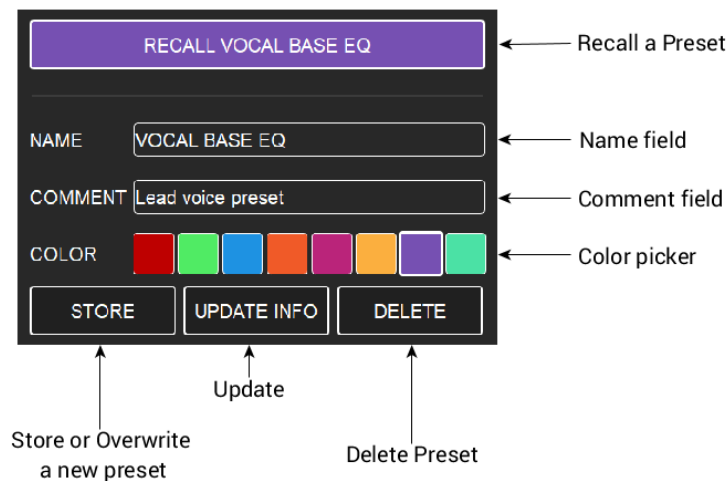 RECALL VOCAL BASE EQ
Recall a Preset
NAME
VOCAL BASE EQ
Name field
COMMENT
Lead voice preset
Comment field
COLOR
Color picker
STORE
UPDATE INFO
DELETE
Update
Store or Overwrite
a new preset
Delete Preset